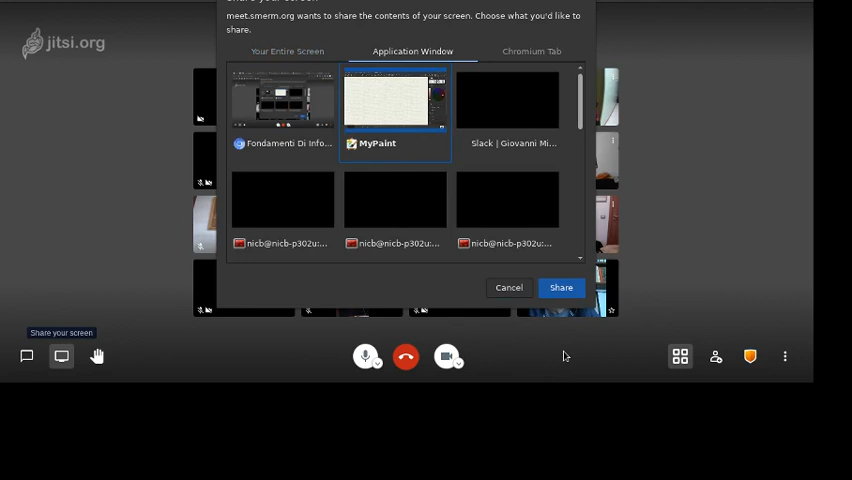 jitsi.org
meet.smerm.org wants to share the contents of your screen. Choose what you'd like to
share.
Your Entire Screen
Application Window
Chromium Tab
Fondamenti Di Info...
MyPaint
Slack | Giovanni Mi...
nicb@nicb-p302u:...
nicb@nicb-p302u:...
nicb@nicb-p302u:...
Cancel
Share
Share your screen